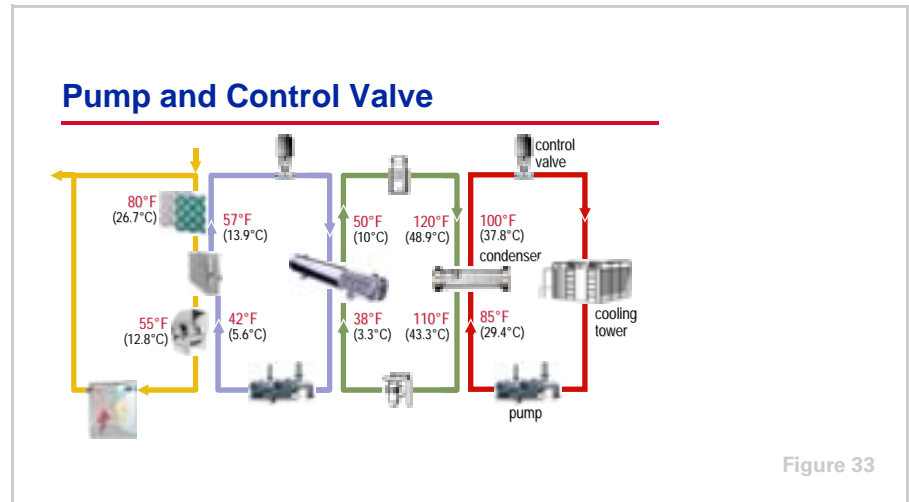 Pump and Control Valve
control
valve
80°F
(26.7°C)
57°F
(13.9°C)
50°F
(10°C)
120°F
(48.9°C)
100°F
(37.8°C)
condenser
55°F
(12.8°C)
42°F
(5.6°C)
38°F
(3.3°C)
110°F
(43.3°C)
85°F
(29.4°C)
cooling
tower
pump
Figure 33